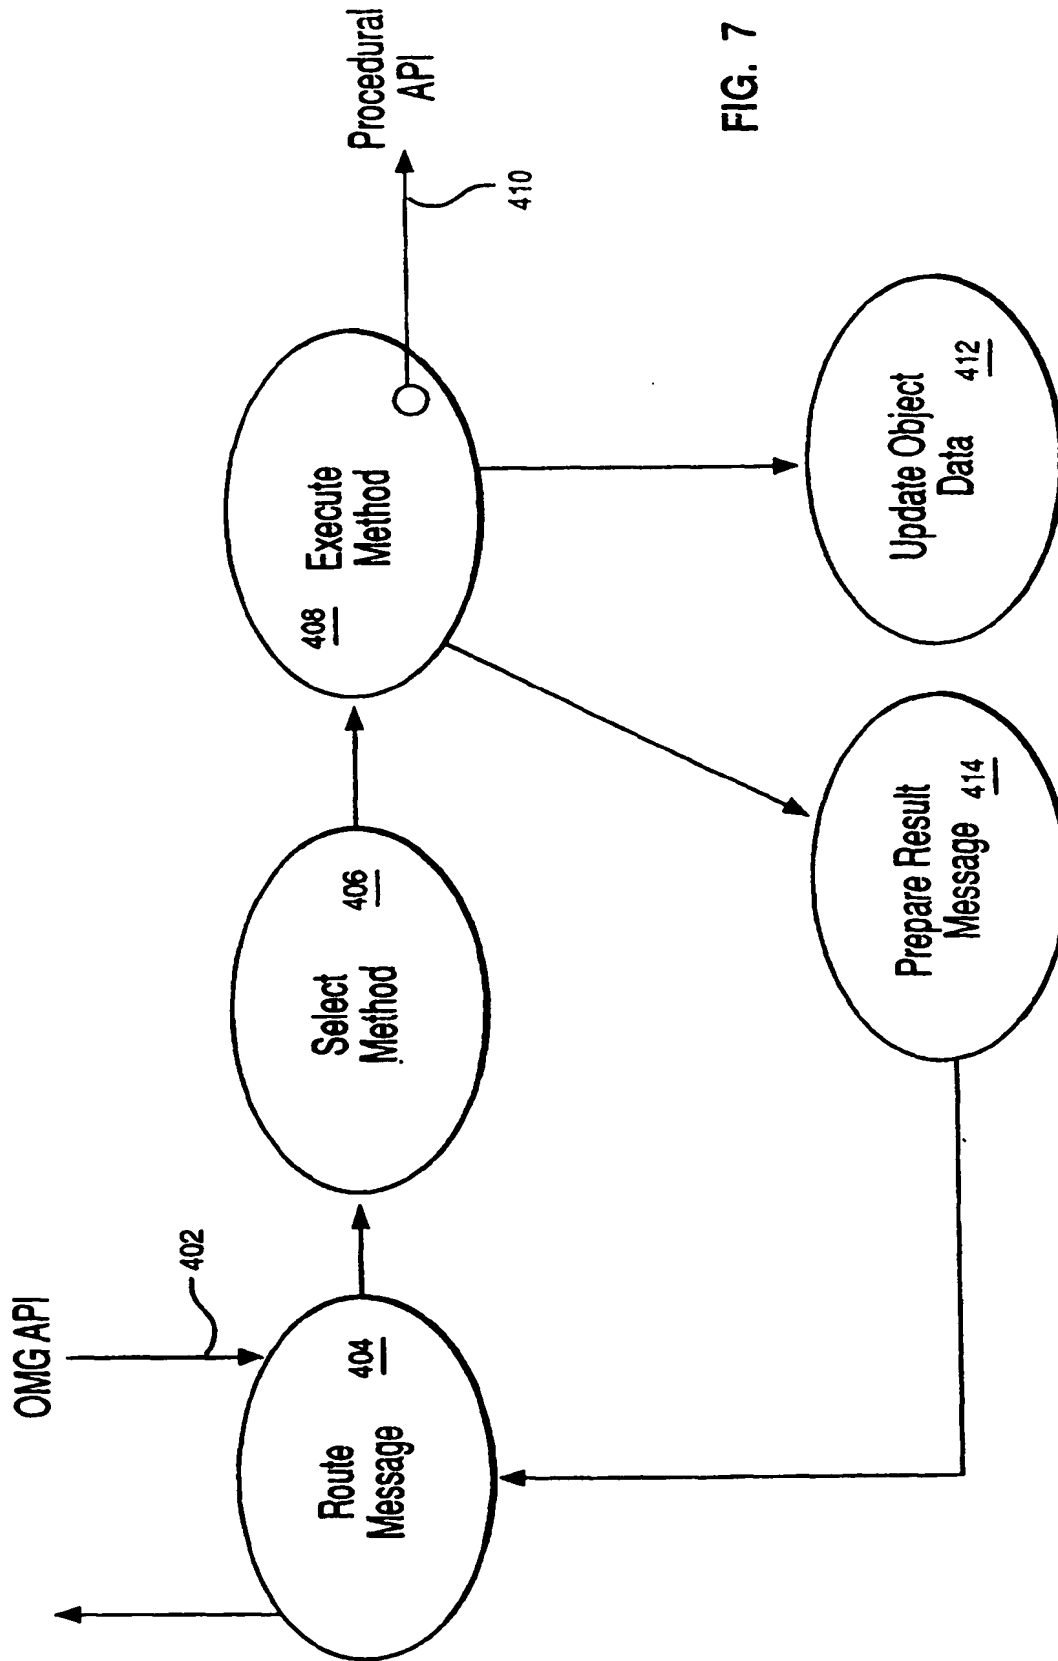 OMG API
402
Route
Message
404
Select
Method
406
408
Execute
Method
Procedural
API
410
Prepare Result
Message 414
Update Object
Data
412
FIG. 7